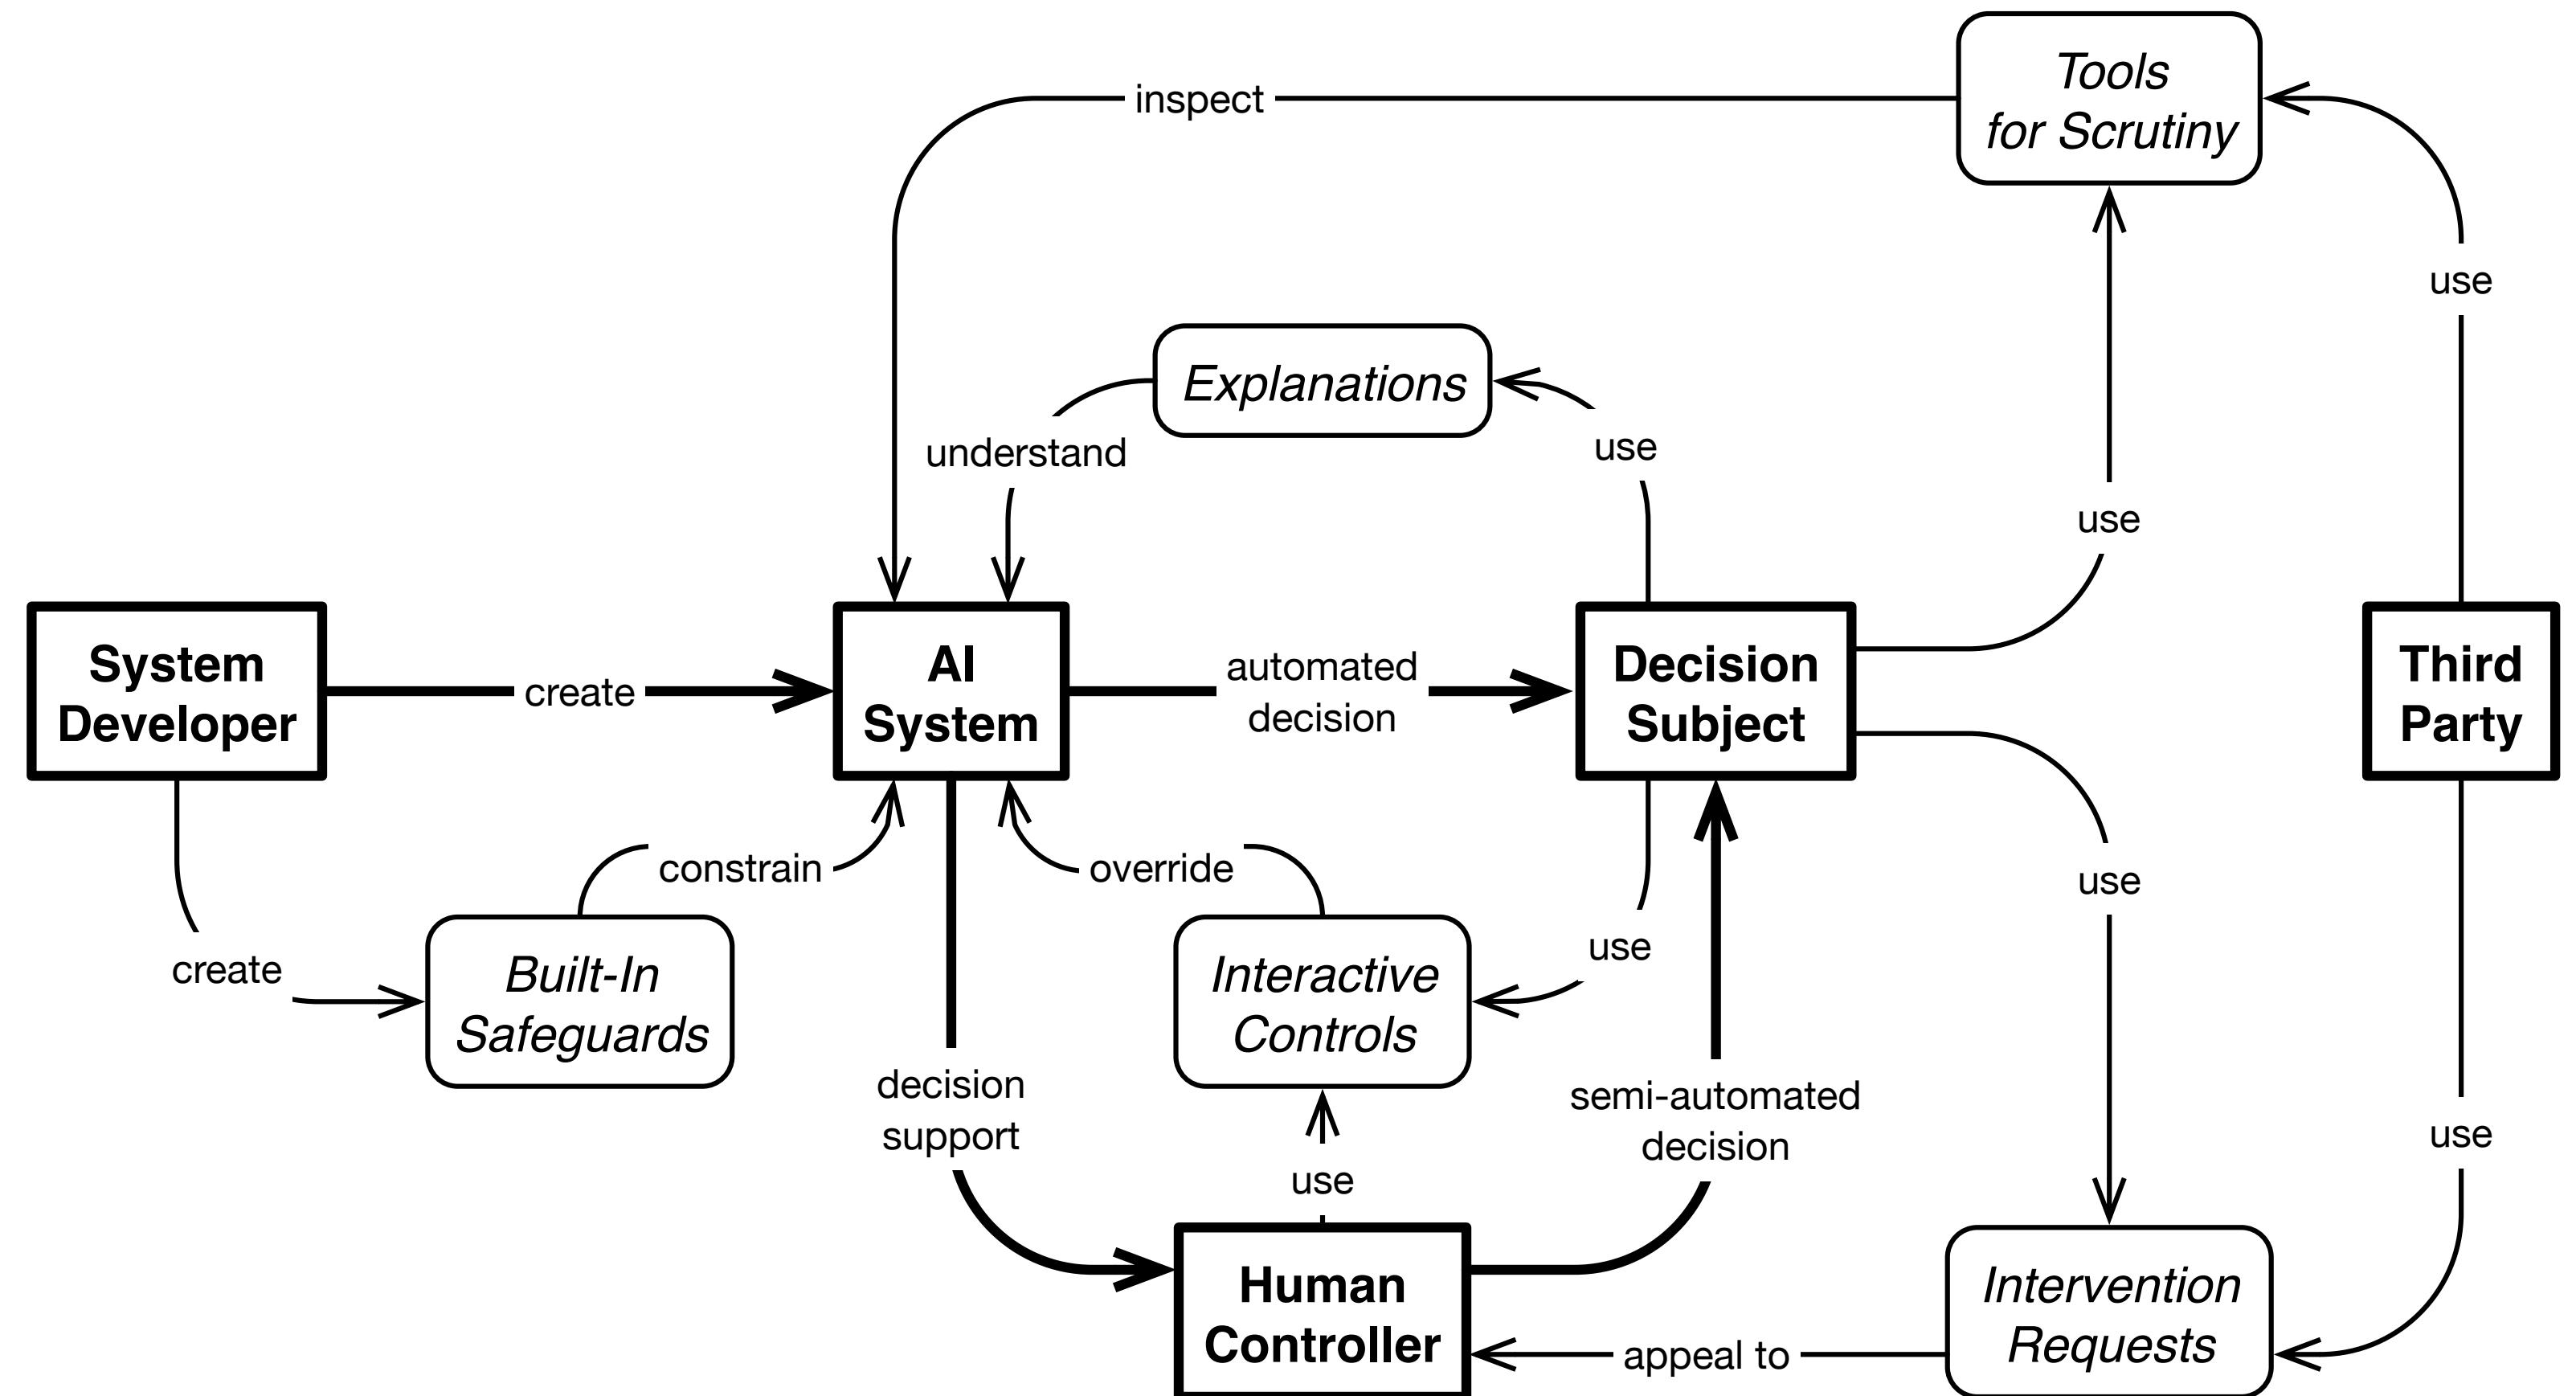 Tools
for Scrutiny
inspect
use
Explanations
understand
use
use
System
Developer
create
AI
System
automated
decision
Decision
Subject
Third
Party
constrain
override
use
create
Built-In
Safeguards
Interactive
Controls
use
decision
support
semi-automated
decision
use
use
Human
Controller
appeal to
Intervention
Requests